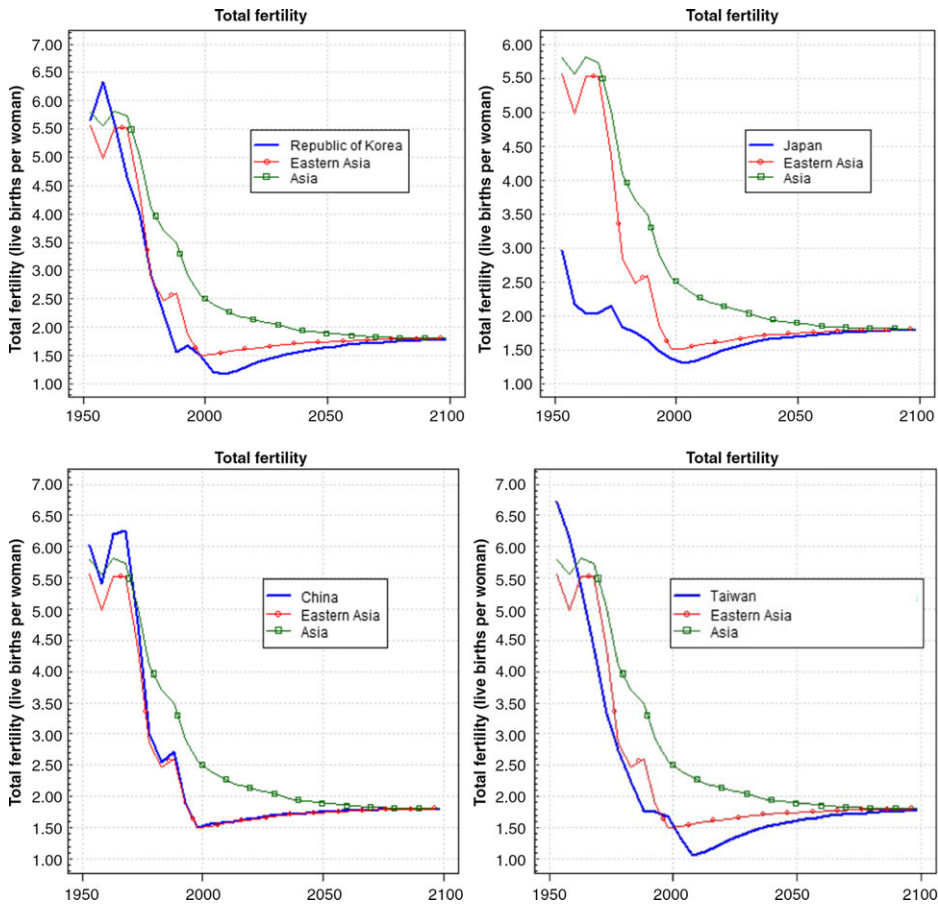 Total fertility
Total fertility (live births per woman)
7.00
6.50
6.00
5.50
5.00
4.50
4.00
3.50
3.00
2.50
2.00
1.50
1.00
Republic of Korea
Eastern Asia
Asia
1950 2000 2050 2100
Total fertility
Total fertility (live births per woman)
6.00
5.50
5.00
4.50
4.00
3.50
3.00
2.50
2.00
1.50
1.00
Japan
Eastern Asia
Asia
1950 2000 2050 2100
Total fertility
Total fertility (live births per woman)
7.00
6.50
6.00
5.50
5.00
4.50
4.00
3.50
3.00
2.50
2.00
1.50
1.00
China
Eastern Asia
Asia
1950 2000 2050 2100
Total fertility
Total fertility (live births per woman)
7.00
6.50
6.00
5.50
5.00
4.50
4.00
3.50
3.00
2.50
2.00
1.50
1.00
Taiwan
Eastern Asia
Asia
1950 2000 2050 2100